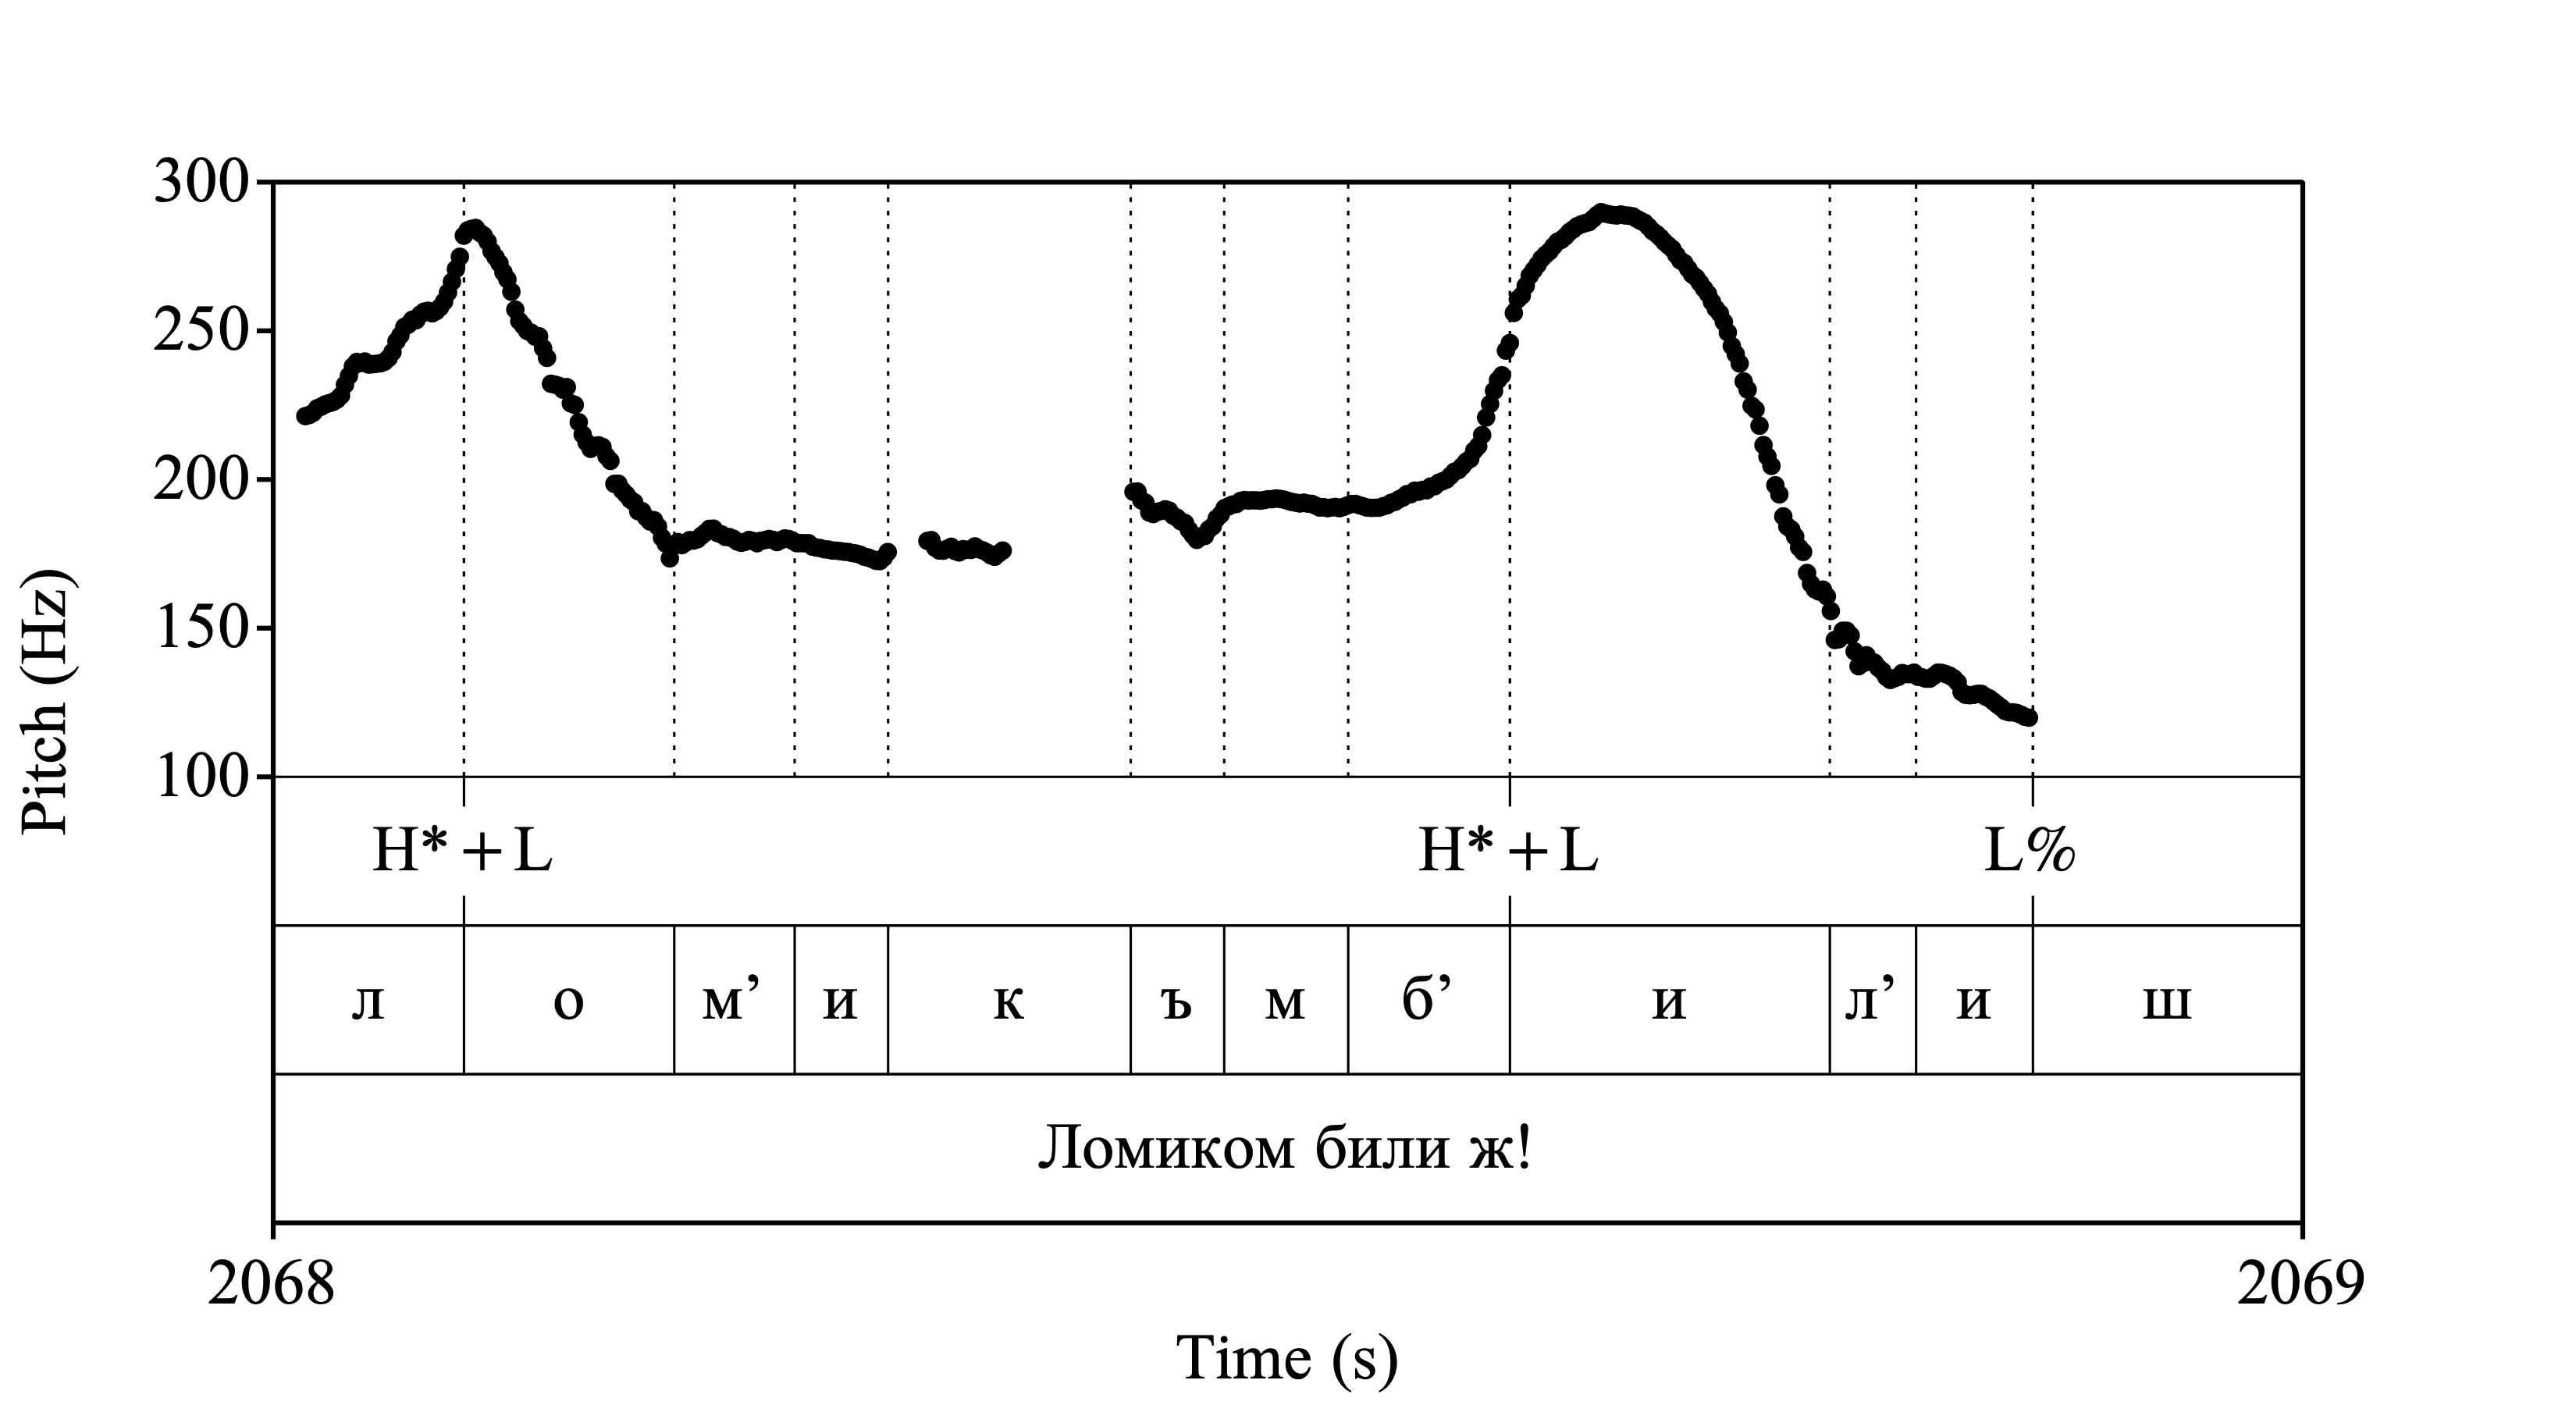 300
250
200
150
100
Pitch (Hz)
H*+L H*+L L%
л о м’ и к ъ м б’ и л’ и ш
Ломиком били ж!
2068 2069
Time (s)